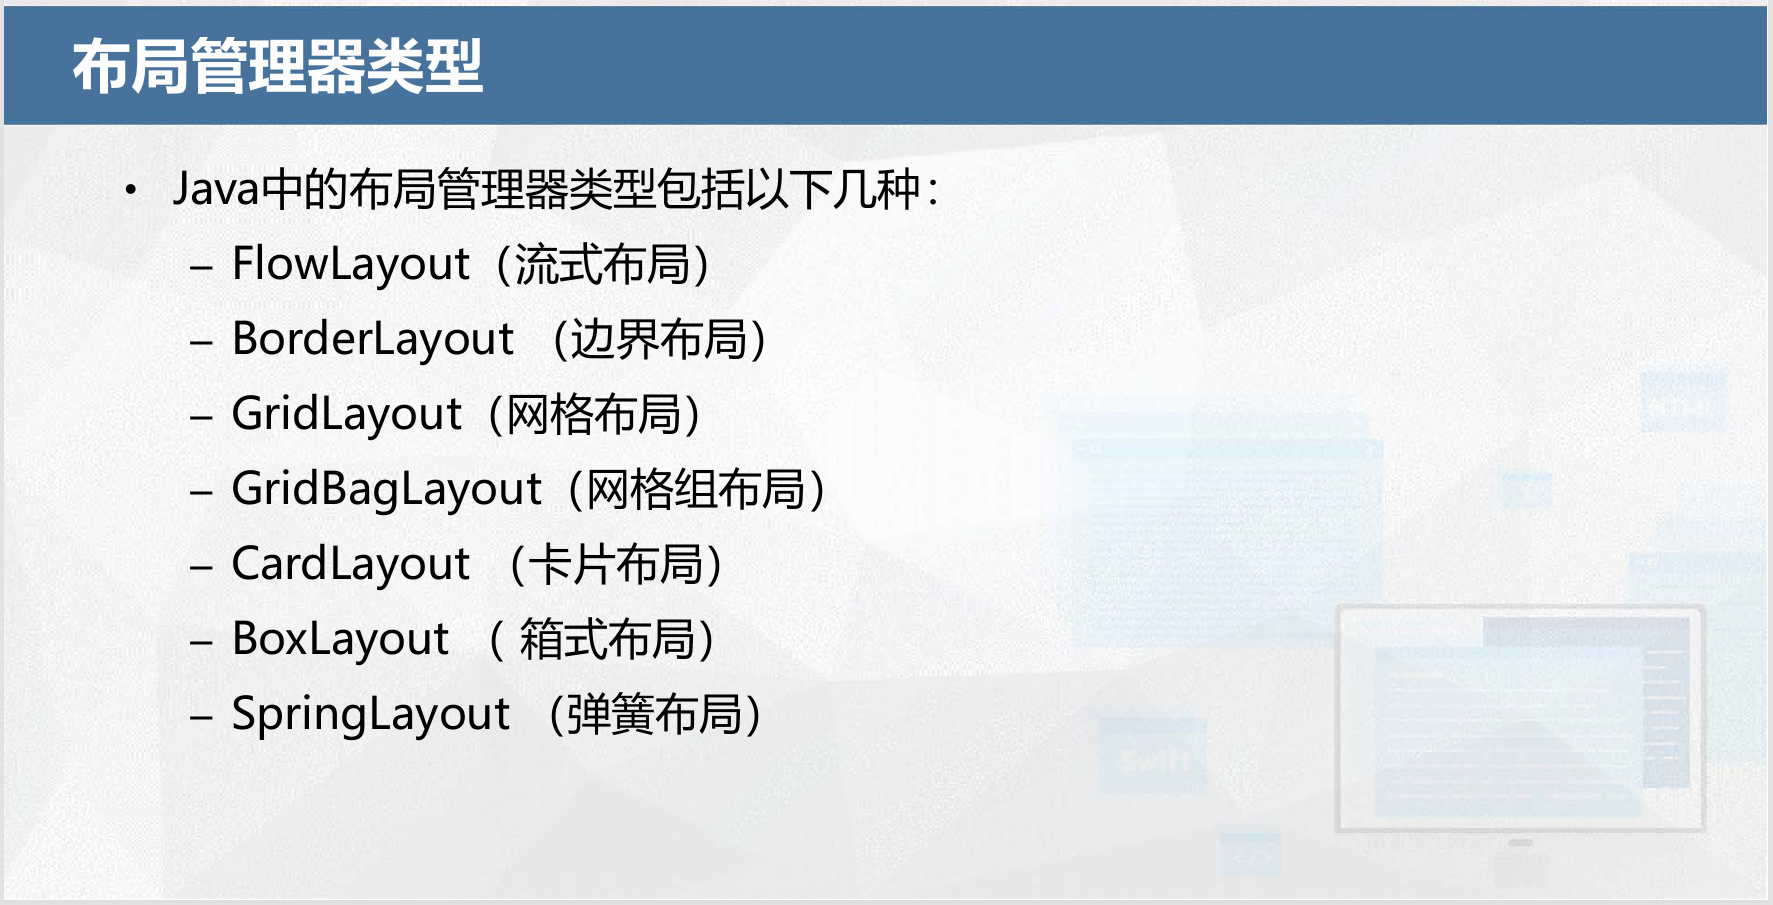 布局管理器类型
• Java中的布局管理器类型包括以下几种：
– FlowLayout（流式布局）
– BorderLayout （边界布局）
– GridLayout（网格布局）
– GridBagLayout（网格组布局）
– CardLayout （卡片布局）
– BoxLayout （ 箱式布局）
– SpringLayout （弹簧布局）